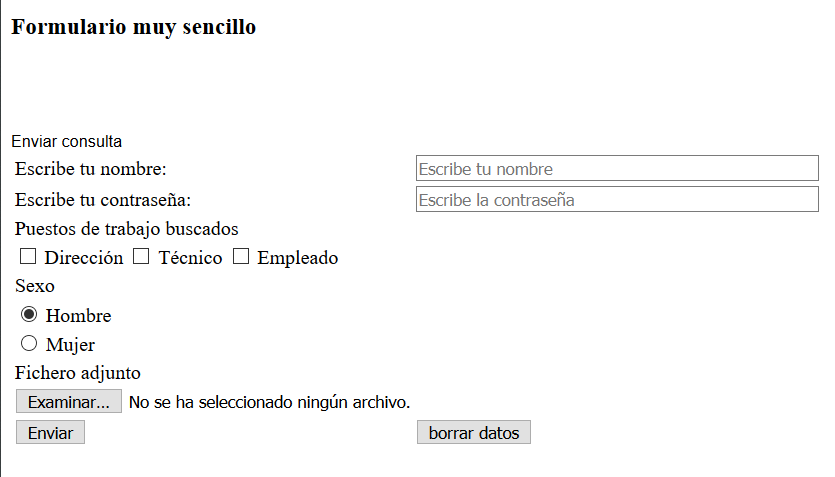 Formulario muy sencillo
Enviar consulta
Escribe tu nombre: Escribe tu nombre
Escribe tu contraseña: Escribe la contraseña
Puestos de trabajo buscados
Dirección Técnico Empleado
Sexo
Hombre
Mujer
Fichero adjunto
Examinar... No se ha seleccionado ningún archivo.
Enviar borrar datos